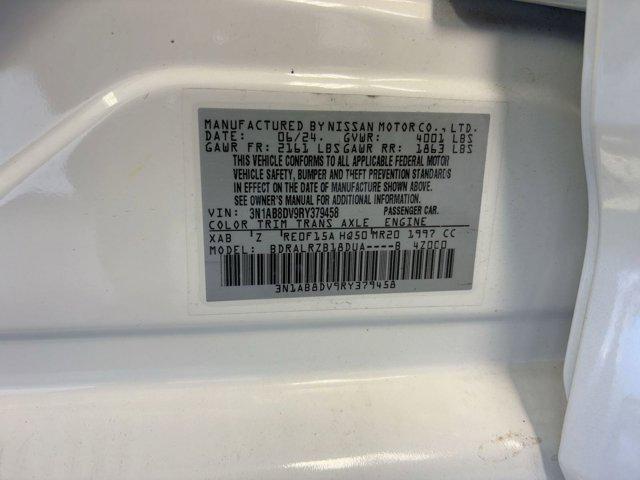 MANUFACTURED BY NISSAN MOTOR CO., LTD.
DATE: 06/24. GVWR: 4001 LBS
GAWR FR: 2161 LBS GAWR RR: 1863 LBS
THIS VEHICLE CONFORMS TO ALL APPLICABLE FEDERAL MOTOR
VEHICLE SAFETY, BUMPER AND THEFT PREVENTION STANDARDS
IN EFFECT ON THE DATE OF MANUFACTURE SHOWN ABOVE.
SEE OWNER'S MANUAL FOR ADDITIONAL INFORMATION
VIN: 3N1AB8DV9RY379458 PASSENGER CAR.
COLOR TRIM TRANS AXLE ENGINE
XAB Z RE0F15A HQ50 MR20 1997 CC
MODEL: BDRALRZB18DUA----B 4Z0C0
3N1AB8DV9RY379458